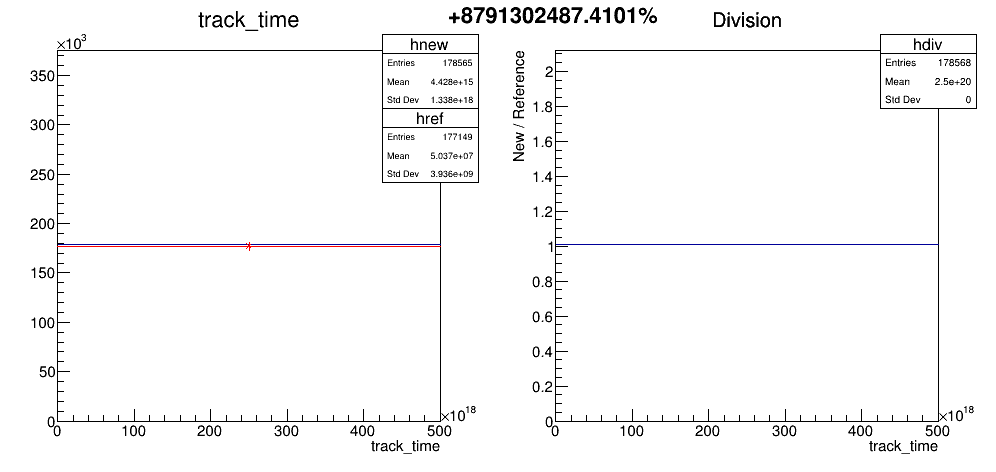 +8791302487.4101%
track_time
×10³
350
300
250
200
150
100
50
0
0 100 200 300 400 500
×10¹⁸
track_time
hnew
Entries 178565
Mean 4.428e+15
Std Dev 1.338e+18
href
Entries 177149
Mean 5.037e+07
Std Dev 3.936e+09
Division
New / Reference
2
1.8
1.6
1.4
1.2
1
0.8
0.6
0.4
0.2
0
0 100 200 300 400 500
×10¹⁸
track_time
hdiv
Entries 178568
Mean 2.5e+20
Std Dev 0